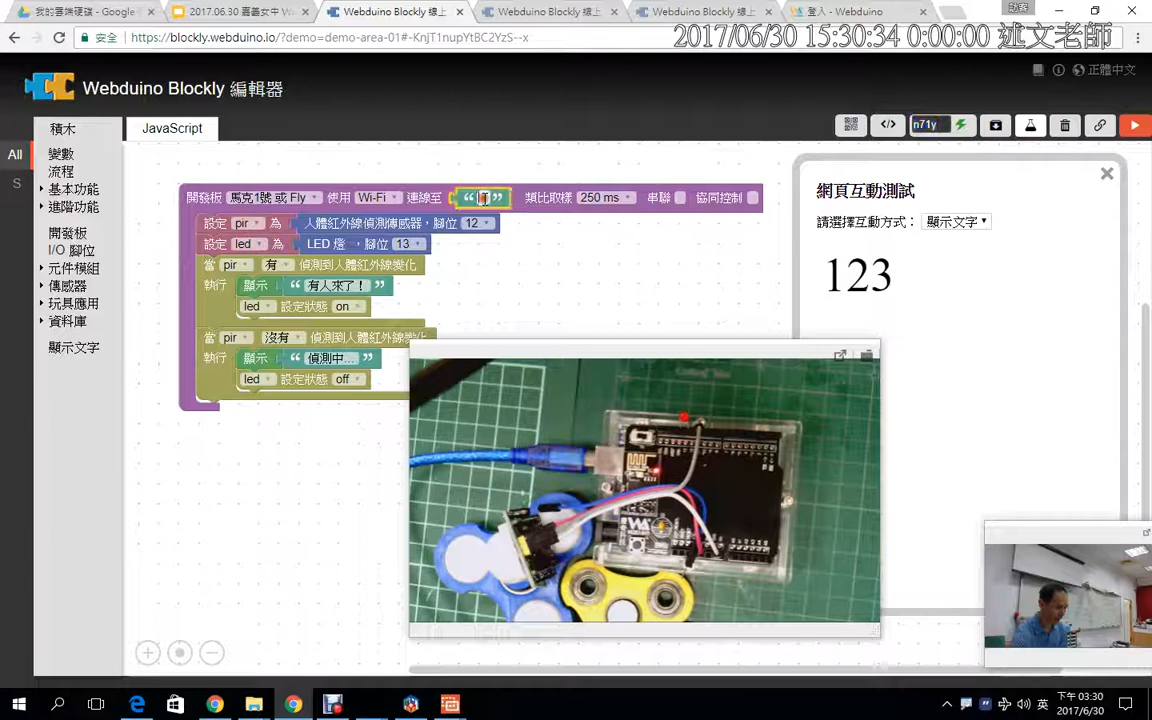 我的雲端硬碟 - Google
2017.06.30 嘉義女中 W
Webduino Blockly 線上
Webduino Blockly 線上
Webduino Blockly 線上
登入 - Webduino
安全
https://blockly.webduino.io/?demo=demo-area-01#-KnjT1nupYtBC2YzS--x
2017/06/30 15:30:34 0:00:00 述文老師
Webduino Blockly 編輯器
正體中文
積木
JavaScript
n71y
All
S
變數
流程
基本功能
進階功能
開發板
I/O 腳位
元件模組
傳感器
玩具應用
資料庫
顯示文字
開發板 馬克1號 或 Fly 使用 Wi-Fi 連線至 “ ” 類比取樣 250 ms 串聯 協同控制
設定 pir 為 人體紅外線偵測傳感器，腳位 12
設定 led 為 LED 燈，腳位 13
當 pir 有 偵測到人體紅外線變化
執行 顯示 “ 有人來了！ ”
led 設定狀態 on
當 pir 沒有 偵測到人體紅外線變化
執行 顯示 “ 偵測中... ”
led 設定狀態 off
網頁互動測試
請選擇互動方式： 顯示文字
123
英
下午 03:30
2017/6/30